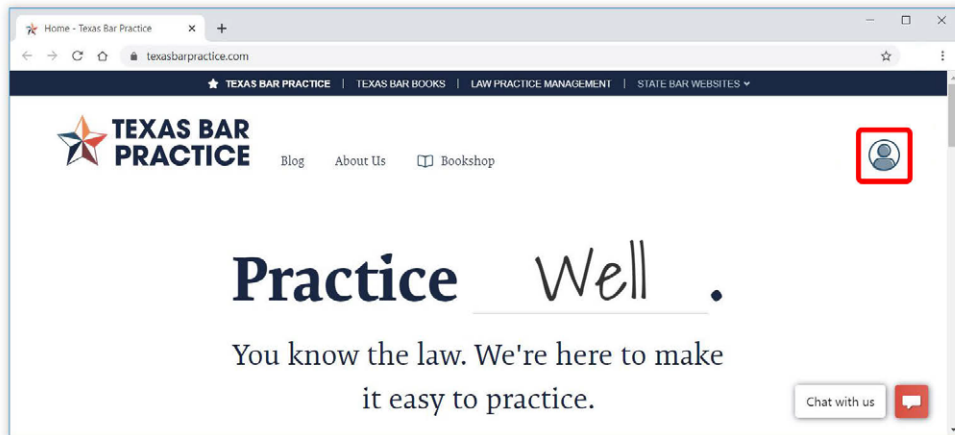 Home - Texas Bar Practice
texasbarpractice.com
TEXAS BAR PRACTICE | TEXAS BAR BOOKS | LAW PRACTICE MANAGEMENT | STATE BAR WEBSITES
TEXAS BAR
PRACTICE
Blog About Us Bookshop
Practice Well.
You know the law. We're here to make
it easy to practice.
Chat with us